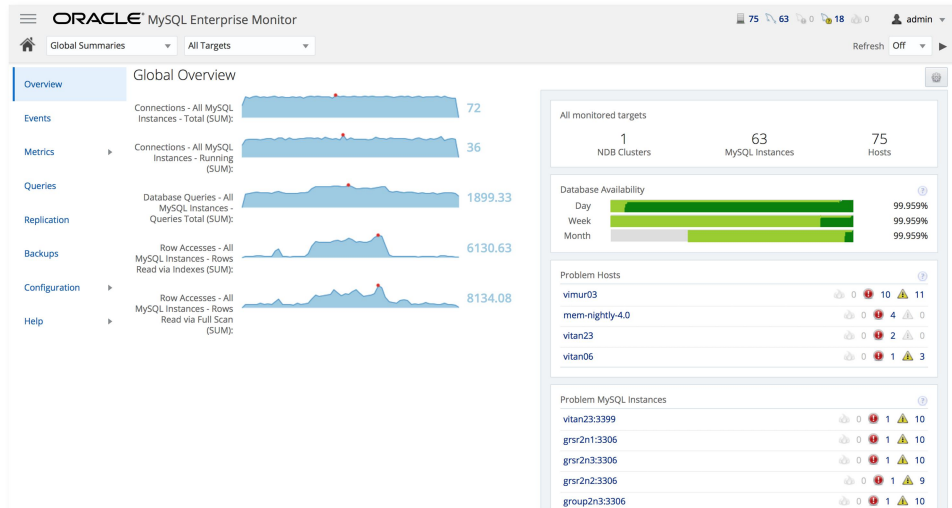 ORACLE MySQL Enterprise Monitor
75 63 0 18 0 admin
Global Summaries All Targets Refresh Off
Overview
Events
Metrics
Queries
Replication
Backups
Configuration
Help
Global Overview
Connections - All MySQL
Instances - Total (SUM):
72
Connections - All MySQL
Instances - Running
(SUM):
36
Database Queries - All
MySQL Instances -
Queries Total (SUM):
1899.33
Row Accesses - All
MySQL Instances - Rows
Read via Indexes (SUM):
6130.63
Row Accesses - All
MySQL Instances - Rows
Read via Full Scan
(SUM):
8134.08
All monitored targets
1 63 75
NDB Clusters MySQL Instances Hosts
Database Availability ?
Day 99.959%
Week 99.959%
Month 99.959%
Problem Hosts ?
vimur03 0 10 11
mem-nightly-4.0 0 4 0
vitan23 0 2 0
vitan06 0 1 3
Problem MySQL Instances ?
vitan23:3399 0 1 10
grsr2n1:3306 0 1 10
grsr2n3:3306 0 1 10
grsr2n2:3306 0 1 9
group2n3:3306 0 1 10